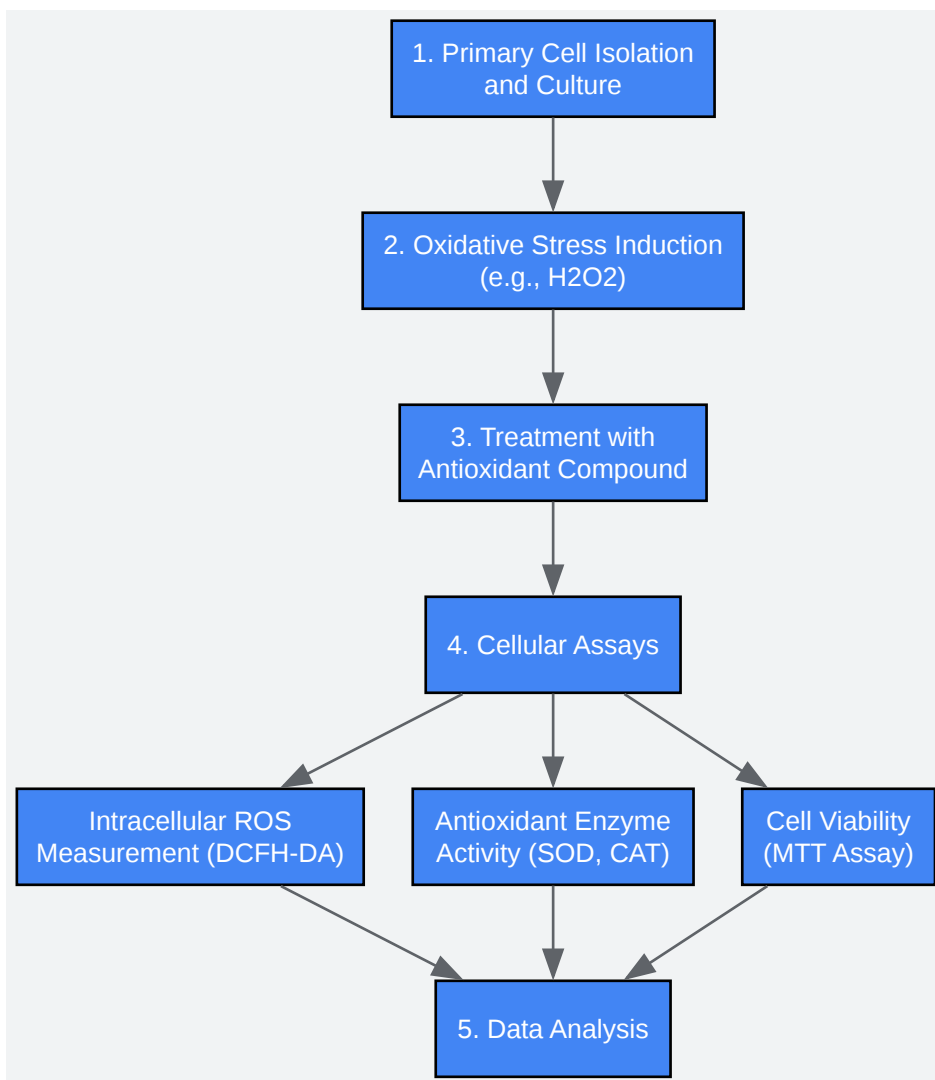 1. Primary Cell Isolation
and Culture
2. Oxidative Stress Induction
(e.g., H2O2)
3. Treatment with
Antioxidant Compound
4. Cellular Assays
Intracellular ROS
Measurement (DCFH-DA)
Antioxidant Enzyme
Activity (SOD, CAT)
Cell Viability
(MTT Assay)
5. Data Analysis